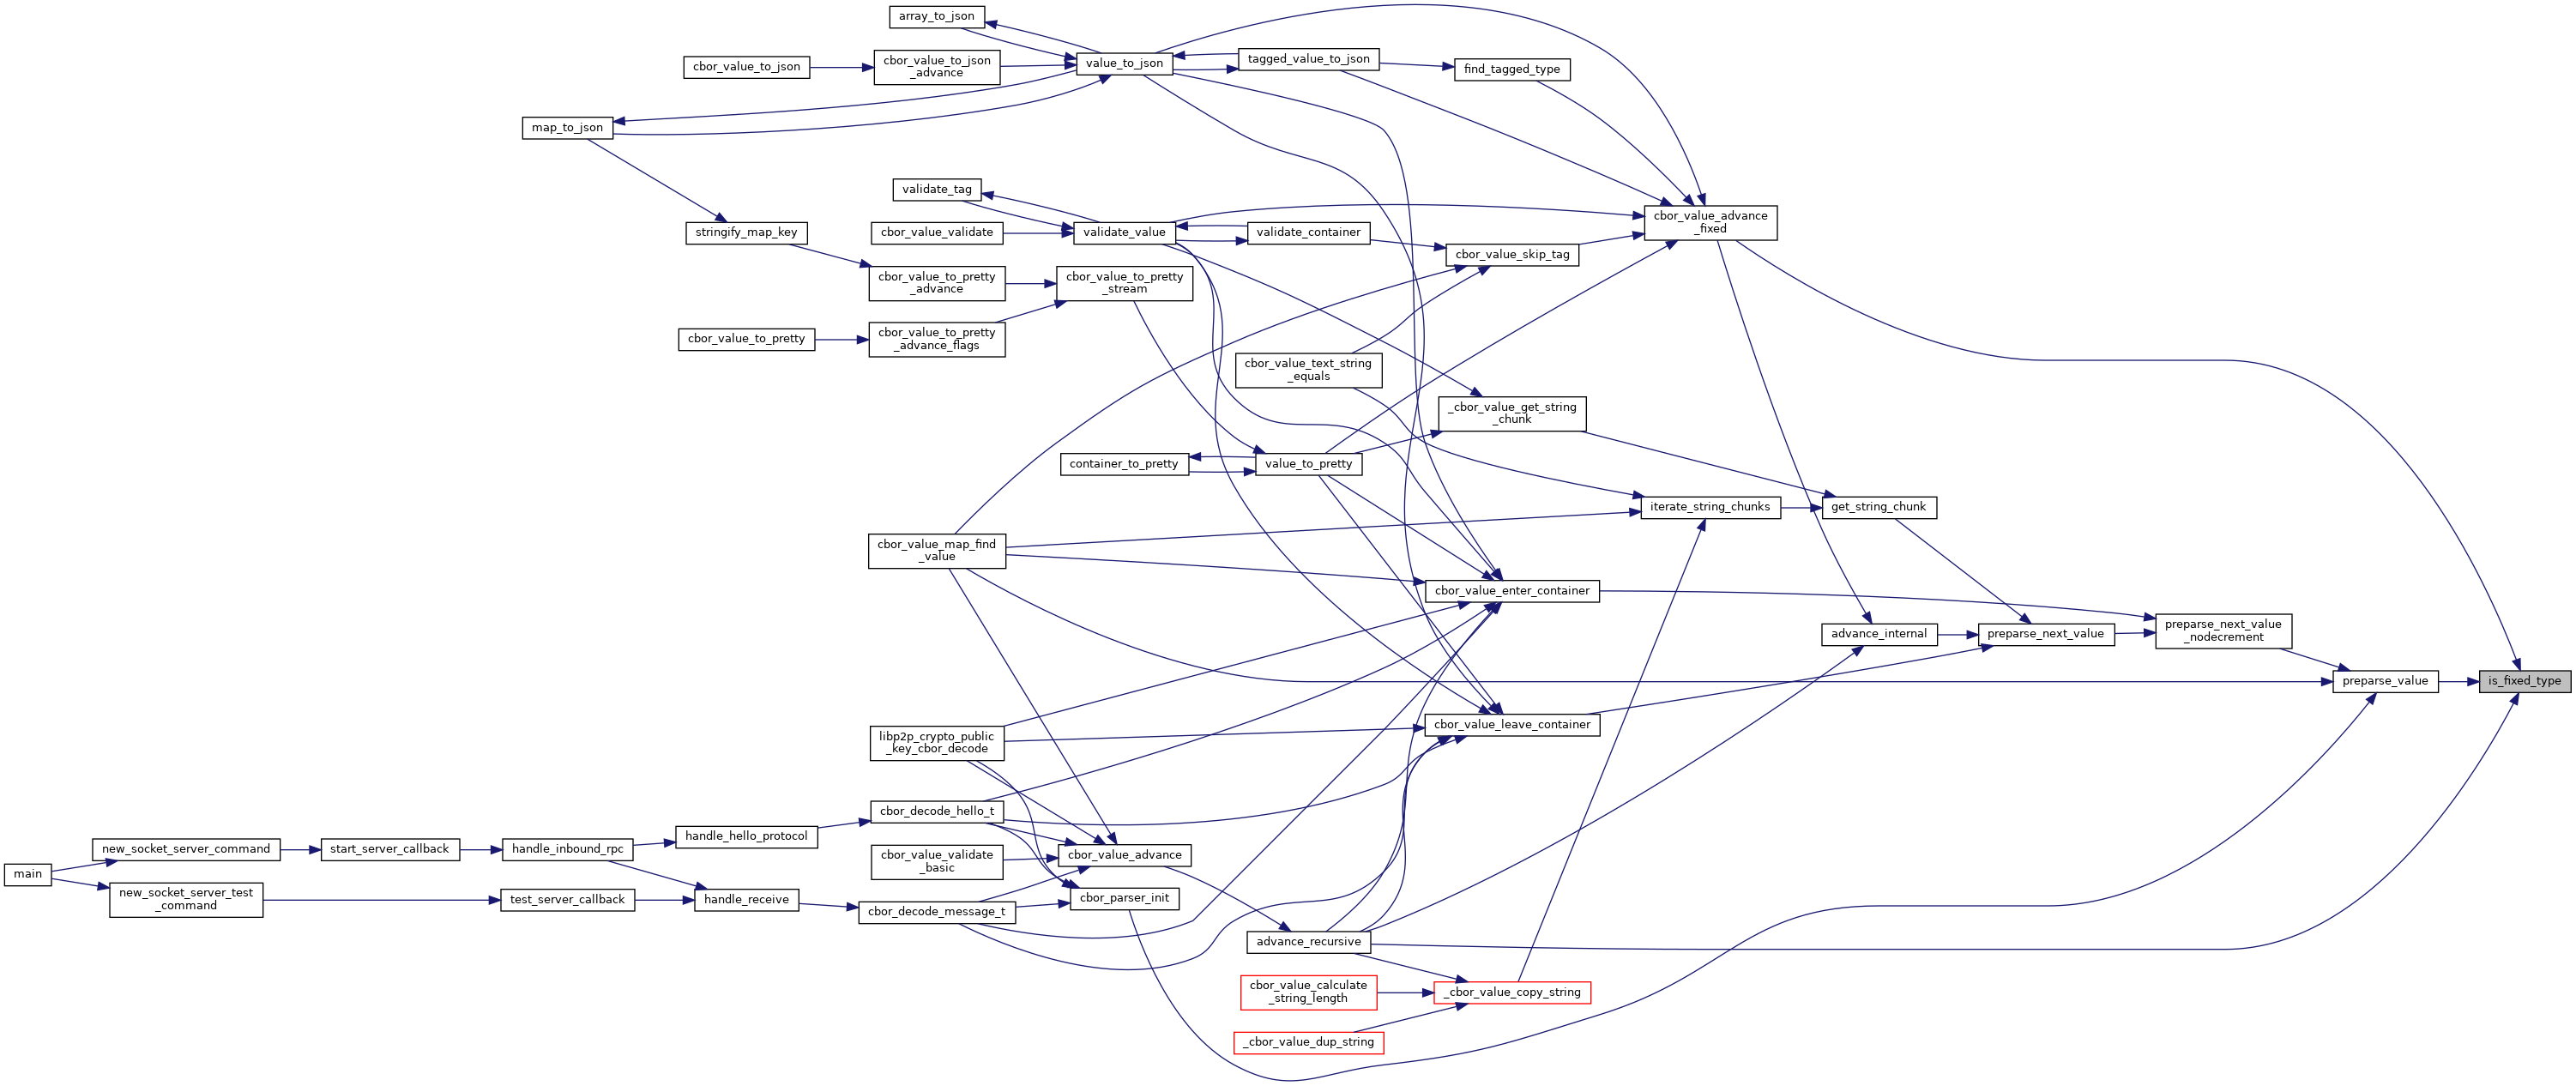 array_to_json
cbor_value_to_json
cbor_value_to_json
_advance
value_to_json
tagged_value_to_json
find_tagged_type
map_to_json
validate_tag
stringify_map_key
cbor_value_validate
validate_value
validate_container
cbor_value_skip_tag
cbor_value_advance
_fixed
cbor_value_to_pretty
_advance
cbor_value_to_pretty
_stream
cbor_value_to_pretty
cbor_value_to_pretty
_advance_flags
cbor_value_text_string
_equals
_cbor_value_get_string
_chunk
container_to_pretty
value_to_pretty
iterate_string_chunks
get_string_chunk
cbor_value_map_find
_value
cbor_value_enter_container
advance_internal
preparse_next_value
preparse_next_value
_nodecrement
preparse_value
is_fixed_type
libp2p_crypto_public
_key_cbor_decode
cbor_value_leave_container
cbor_decode_hello_t
handle_hello_protocol
new_socket_server_command
start_server_callback
handle_inbound_rpc
cbor_value_validate
_basic
cbor_value_advance
main
new_socket_server_test
_command
test_server_callback
handle_receive
cbor_decode_message_t
cbor_parser_init
advance_recursive
cbor_value_calculate
_string_length
_cbor_value_copy_string
_cbor_value_dup_string